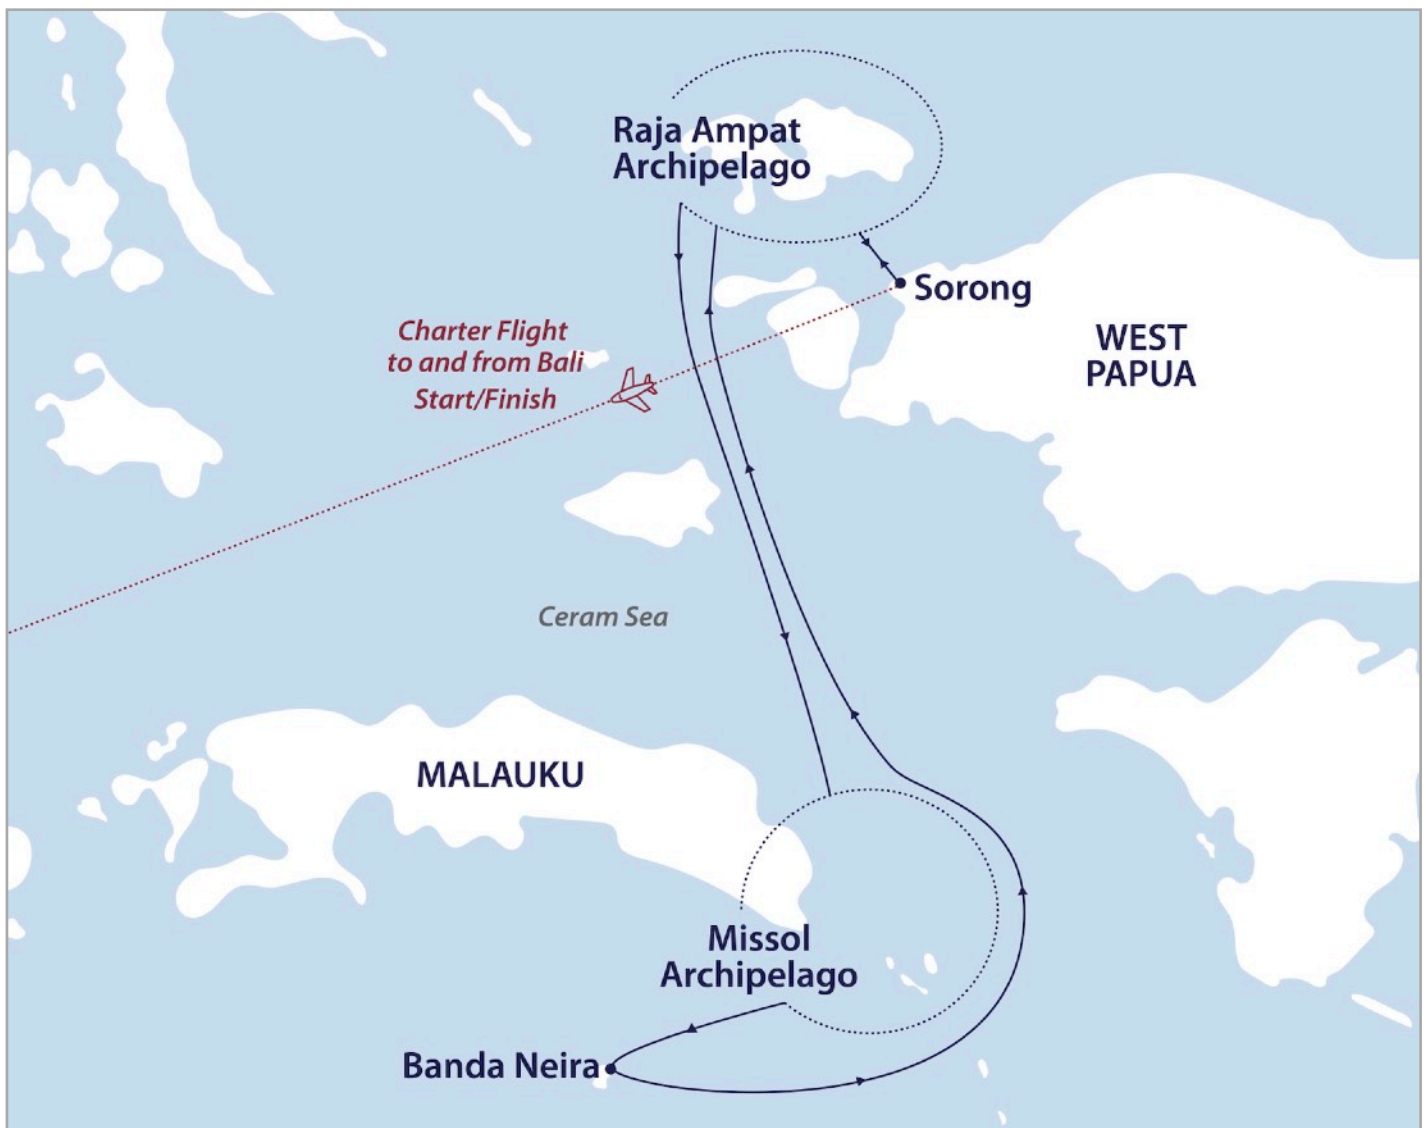 Raja Ampat
Archipelago
Sorong
Charter Flight
to and from Bali
Start/Finish
WEST
PAPUA
Ceram Sea
MALAUKU
Missol
Archipelago
Banda Neira